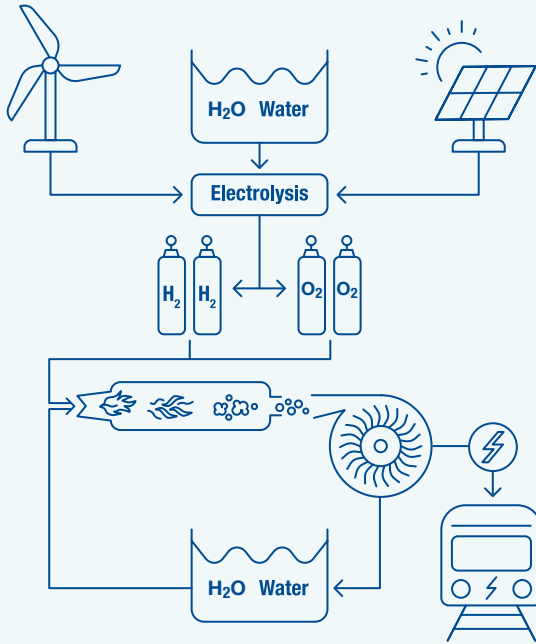 H₂O Water
Electrolysis
H₂ H₂ O₂ O₂
H₂O Water